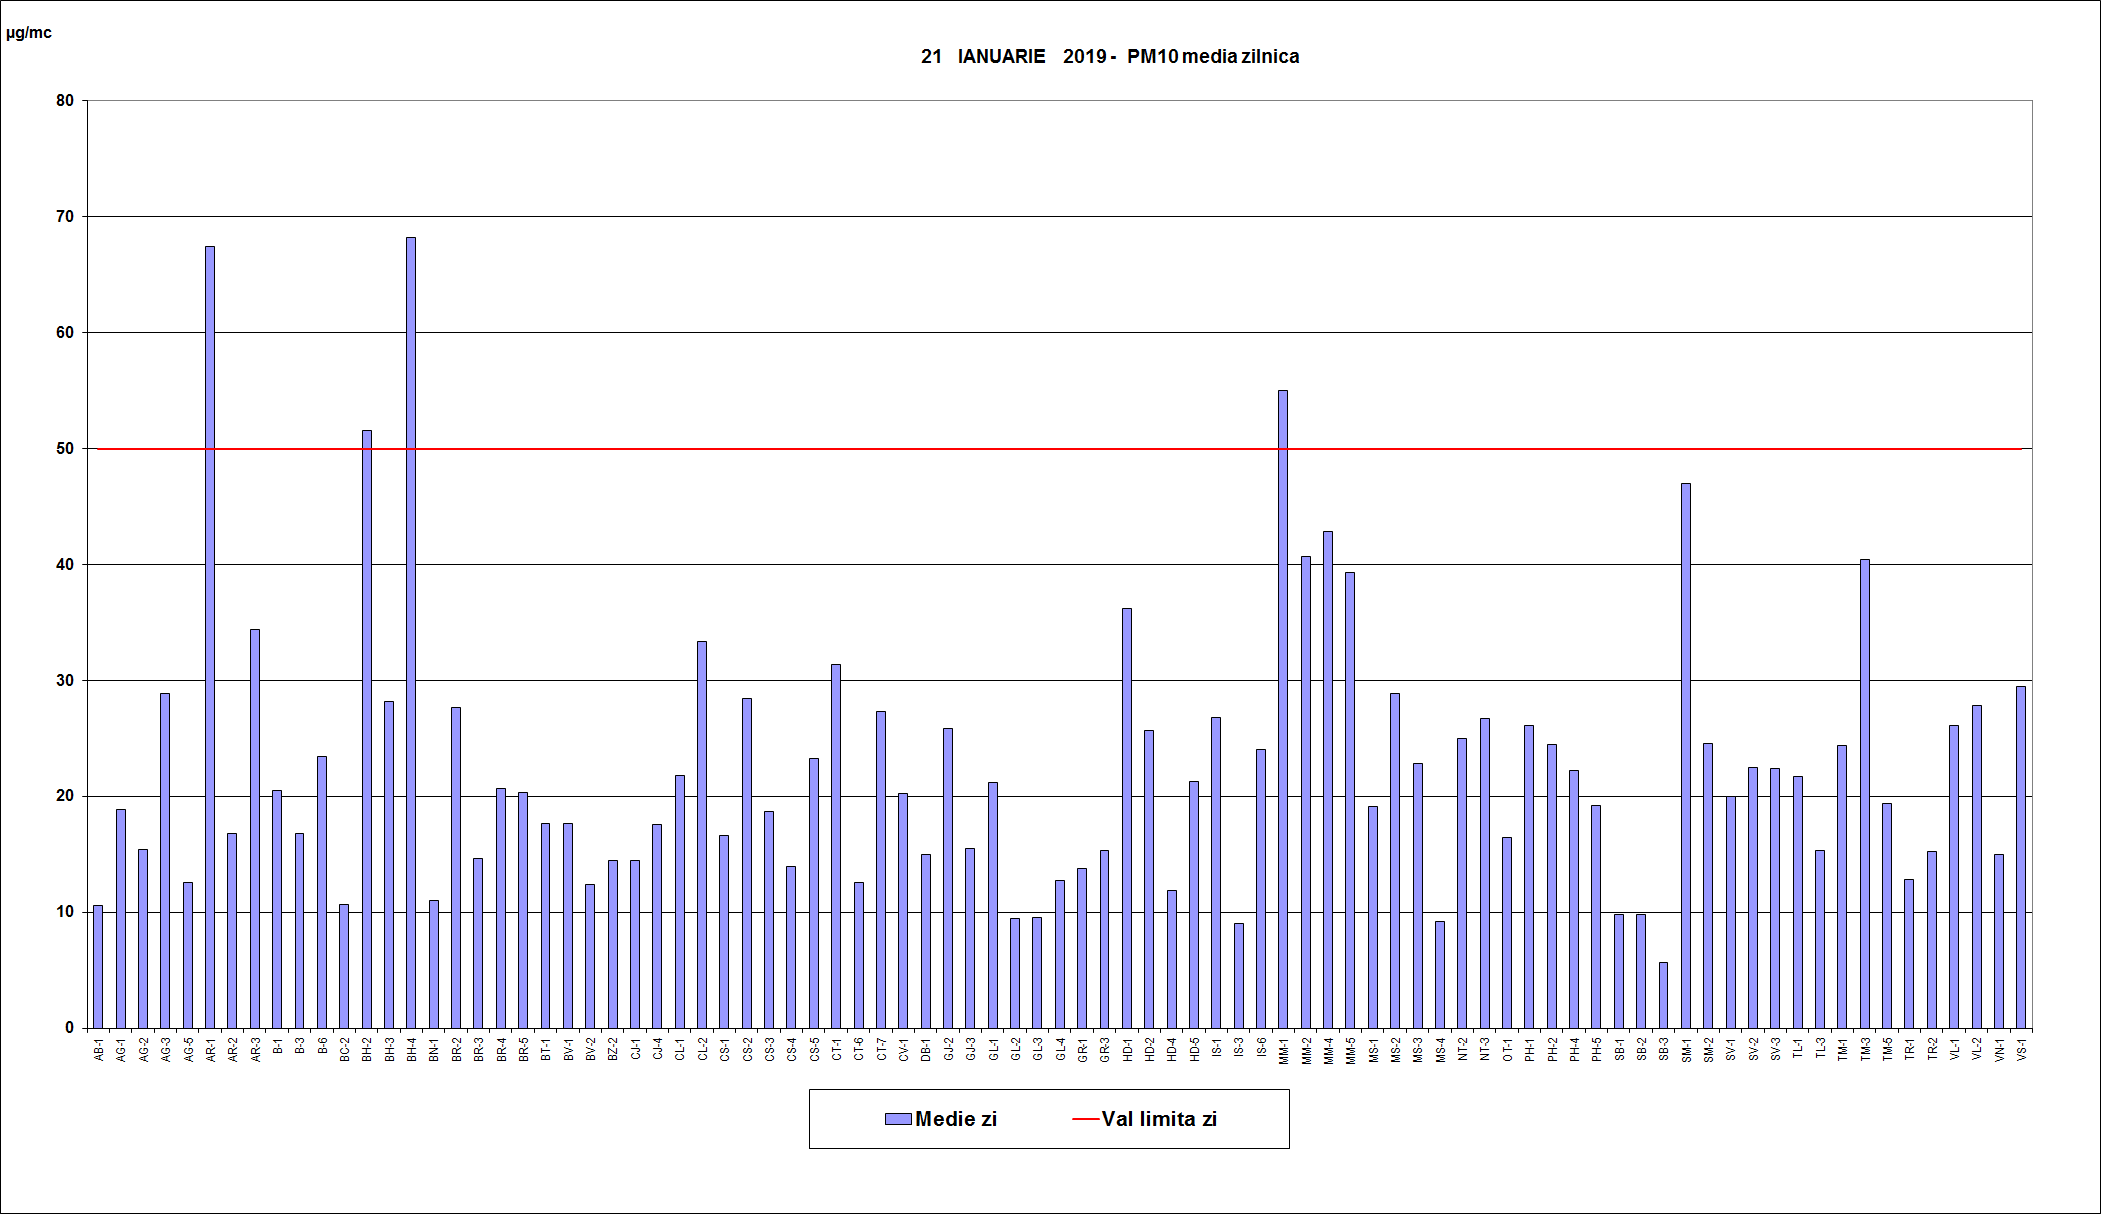 µg/mc
21 IANUARIE 2019 - PM10 media zilnica
80
70
60
50
40
30
20
10
0
AB-1 AG-1 AG-2 AG-3 AG-5 AR-1 AR-2 AR-3 B-1 B-3 B-6 BC-2 BH-2 BH-3 BH-4 BN-1 BR-2 BR-3 BR-4 BR-5 BT-1 BV-1 BV-2 BZ-2 CJ-1 CJ-4 CL-1 CL-2 CS-1 CS-2 CS-3 CS-4 CS-5 CT-1 CT-6 CT-7 CV-1 DB-1 GJ-2 GJ-3 GL-1 GL-2 GL-3 GL-4 GR-1 GR-3 HD-1 HD-2 HD-4 HD-5 IS-1 IS-3 IS-6 MM-1 MM-2 MM-4 MM-5 MS-1 MS-2 MS-3 MS-4 NT-2 NT-3 OT-1 PH-1 PH-2 PH-4 PH-5 SB-1 SB-2 SB-3 SM-1 SM-2 SV-1 SV-2 SV-3 TL-1 TL-3 TM-1 TM-3 TM-5 TR-1 TR-2 VL-1 VL-2 VN-1 VS-1
Medie zi Val limita zi